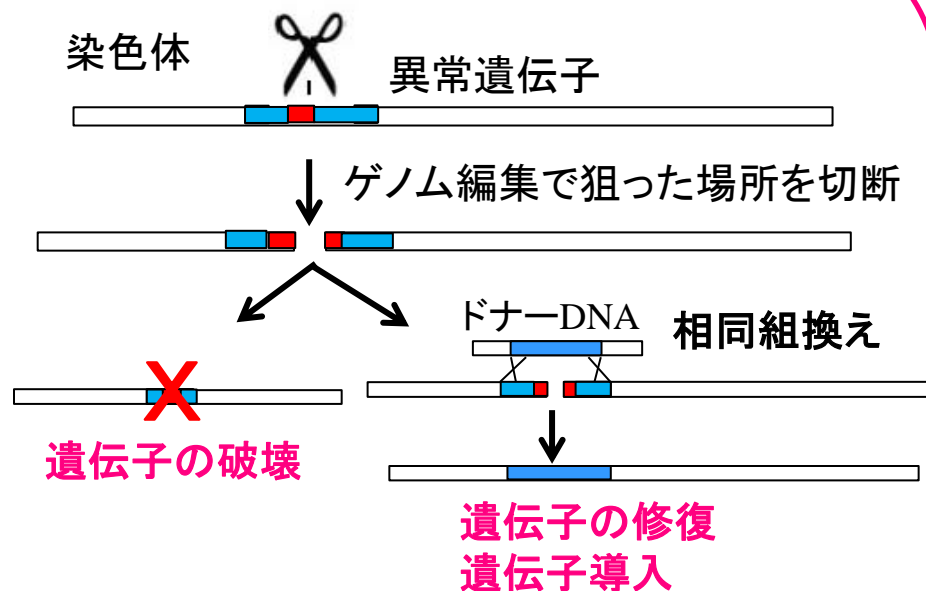 染色体
異常遺伝子
ゲノム編集で狙った場所を切断
ドナーDNA
相同組換え
遺伝子の破壊
遺伝子の修復
遺伝子導入